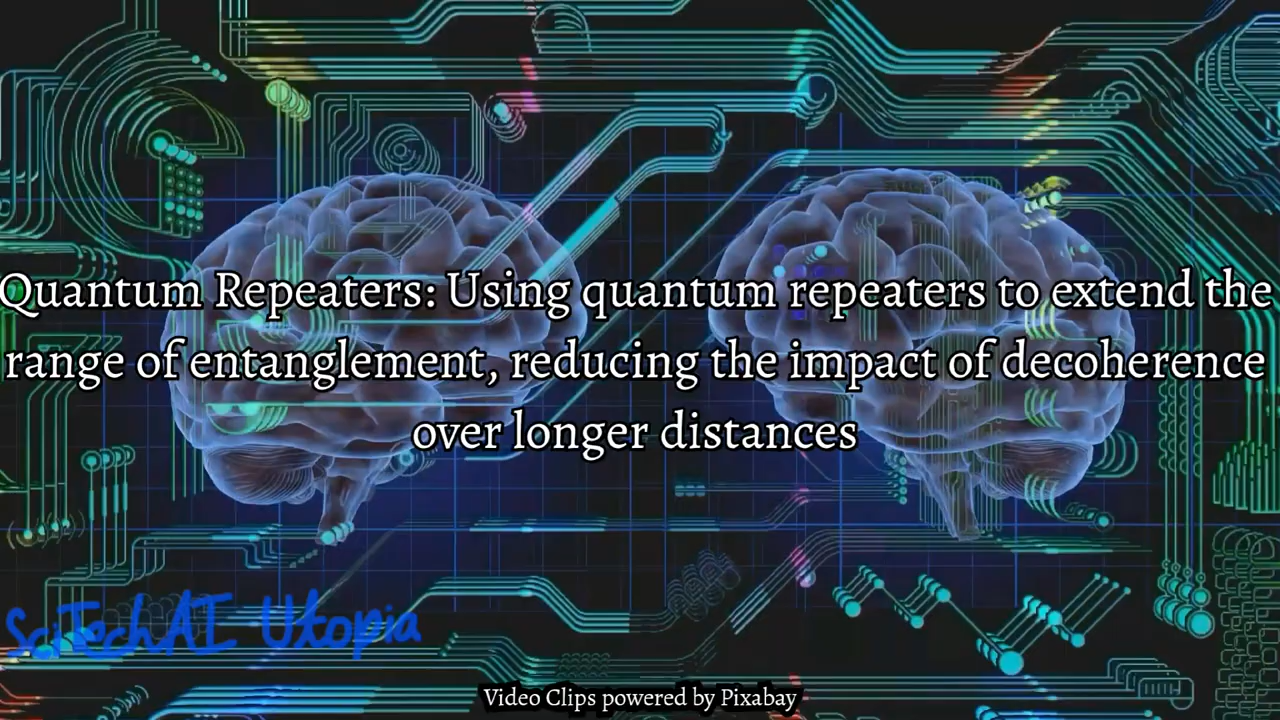 Quantum Repeaters: Using quantum repeaters to extend the
range of entanglement, reducing the impact of decoherence
over longer distances
SciTechAI Utopia
Video Clips powered by Pixabay